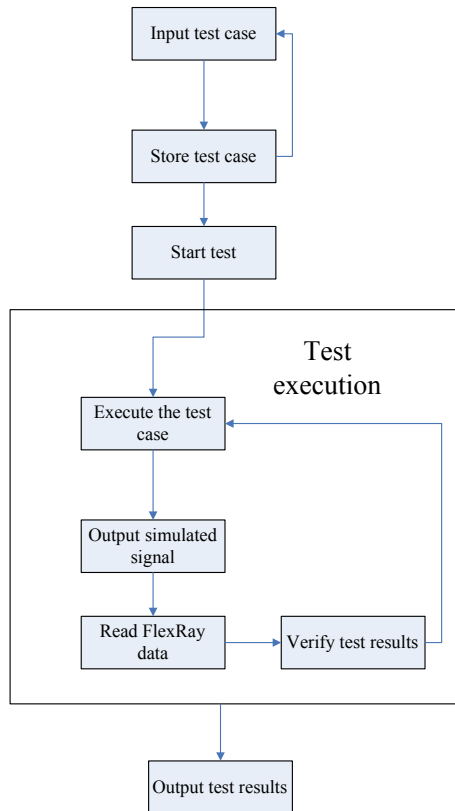 Input test case
Store test case
Start test
Test
execution
Execute the test
case
Output simulated
signal
Read FlexRay
data
Verify test results
Output test results